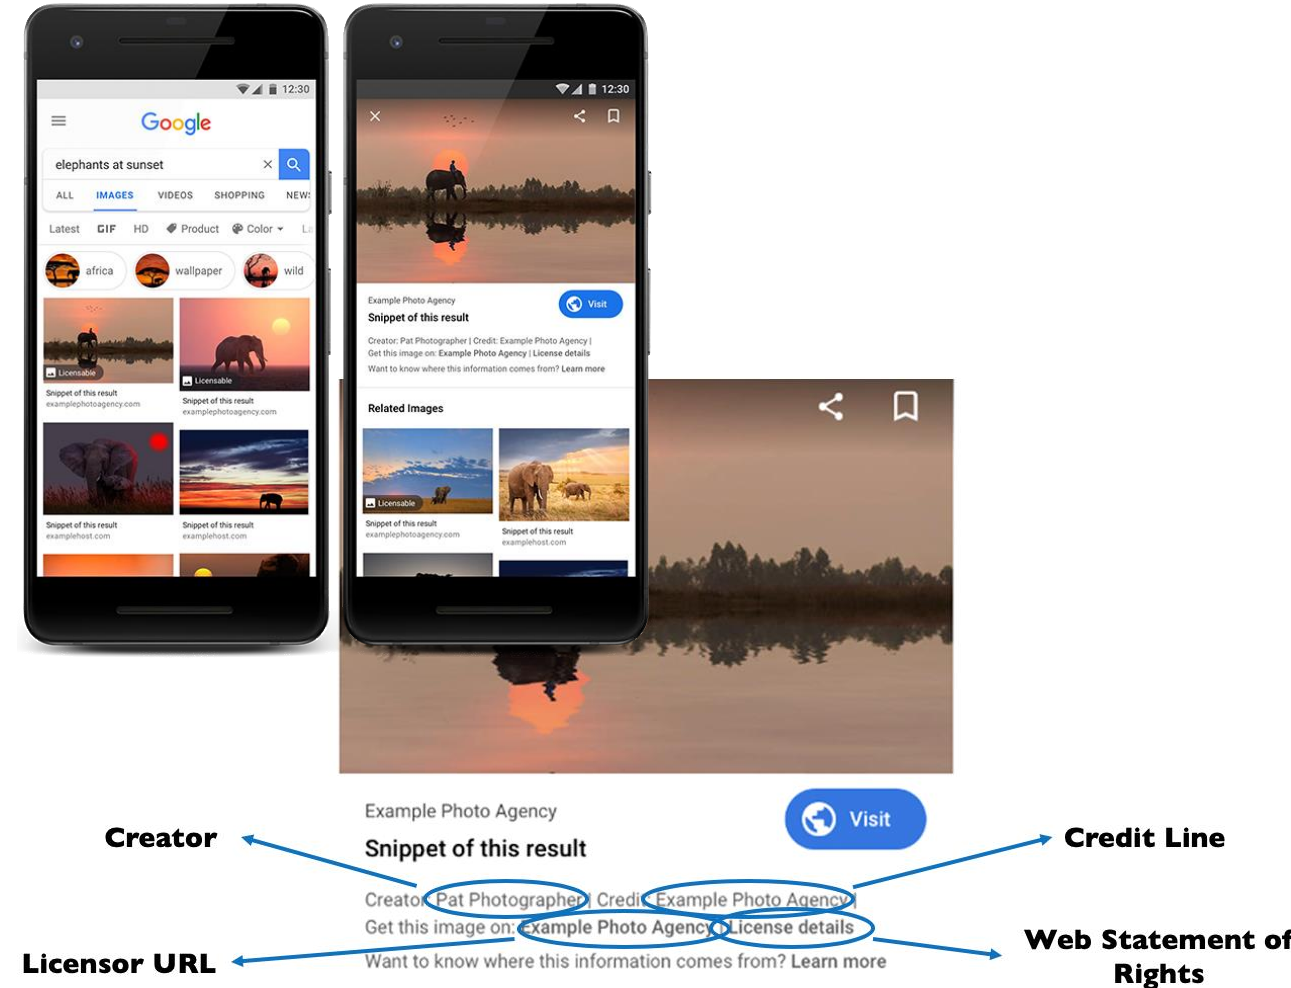 12:30
Google
elephants at sunset
ALL IMAGES VIDEOS SHOPPING NEWS
Latest GIF HD Product Color
africa wallpaper wild
Licensable
Licensable
Snippet of this result
examplephotoagency.com
Snippet of this result
examplephotoagency.com
Snippet of this result
examplehost.com
Snippet of this result
examplehost.com
12:30
Example Photo Agency
Visit
Snippet of this result
Creator: Pat Photographer | Credit: Example Photo Agency |
Get this image on: Example Photo Agency | License details
Want to know where this information comes from? Learn more
Related Images
Licensable
Snippet of this result
examplephotoagency.com
Snippet of this result
examplehost.com
Example Photo Agency
Visit
Snippet of this result
Creator: Pat Photographer | Credit: Example Photo Agency |
Get this image on: Example Photo Agency | License details
Want to know where this information comes from? Learn more
Creator
Credit Line
Licensor URL
Web Statement of
Rights